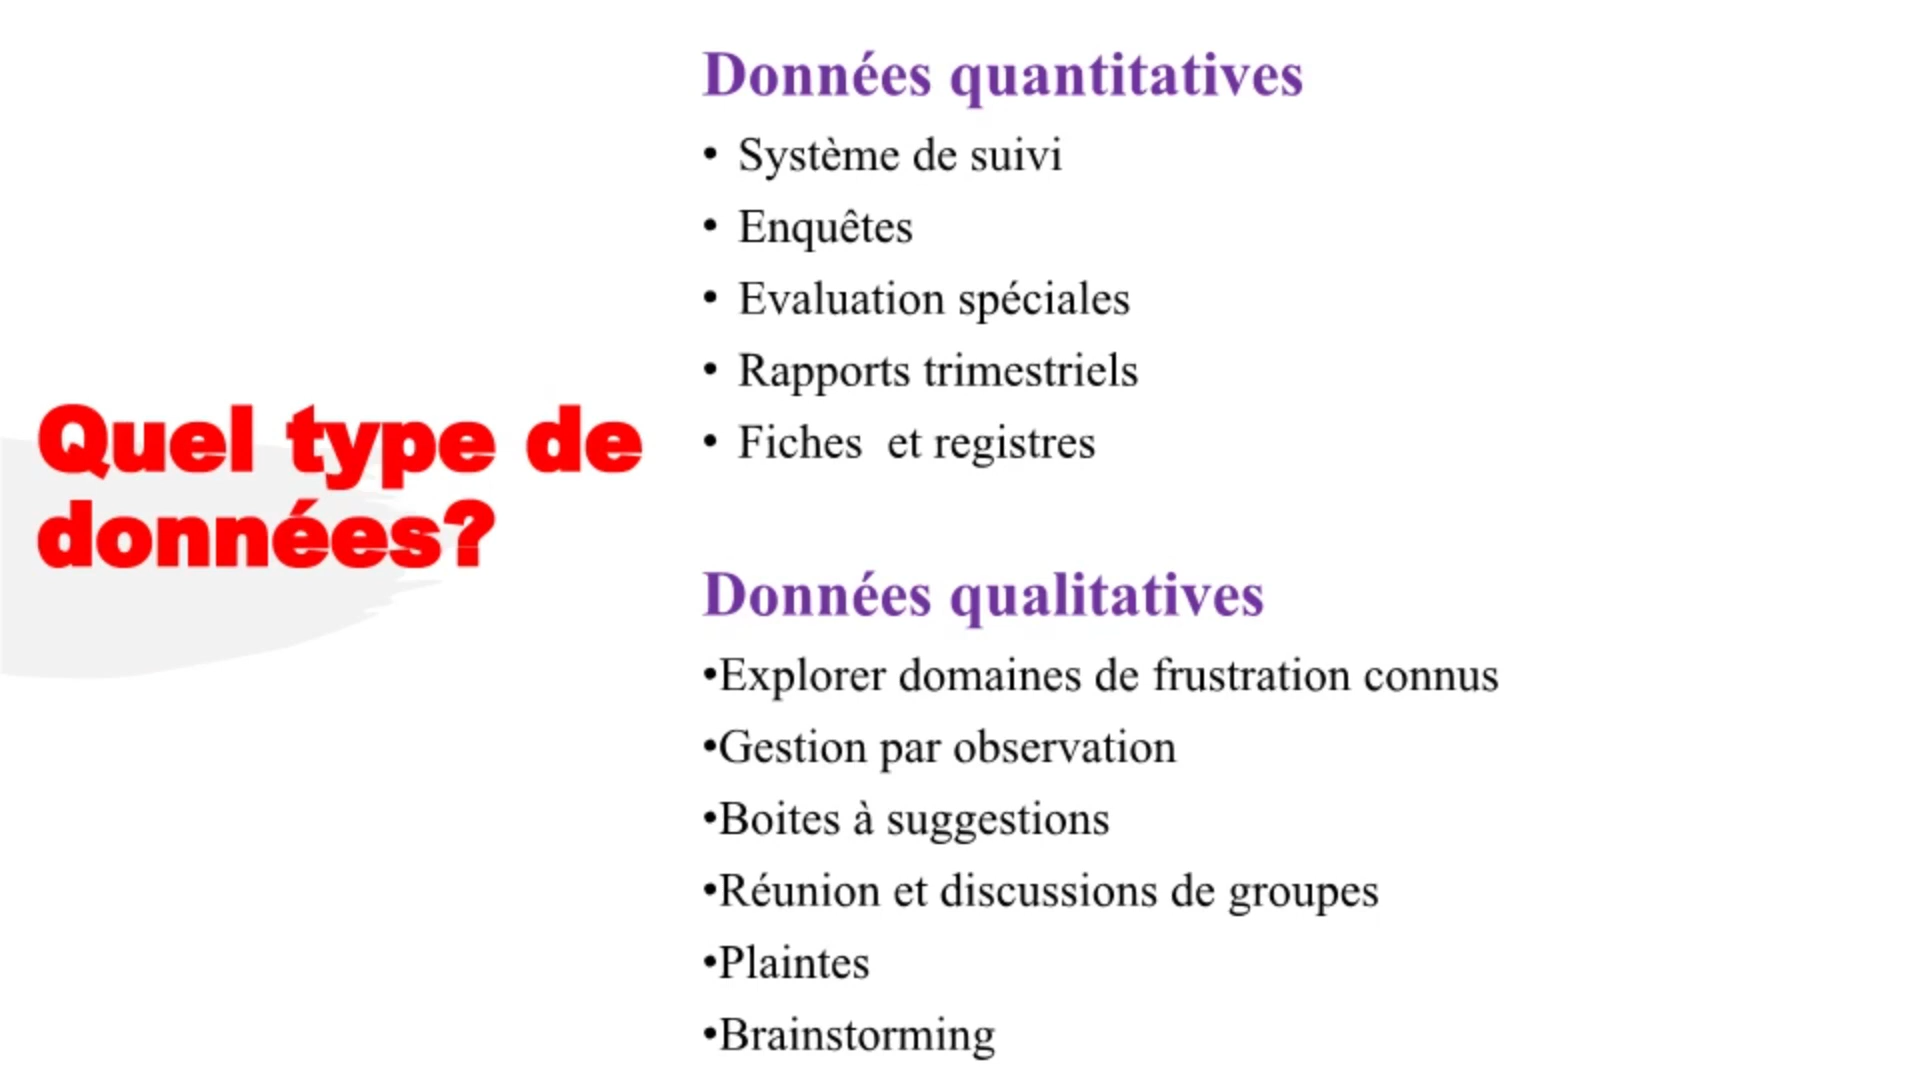 Quel type de
données?
Données quantitatives
• Système de suivi
• Enquêtes
• Evaluation spéciales
• Rapports trimestriels
• Fiches  et registres
Données qualitatives
•Explorer domaines de frustration connus
•Gestion par observation
•Boites à suggestions
•Réunion et discussions de groupes
•Plaintes
•Brainstorming